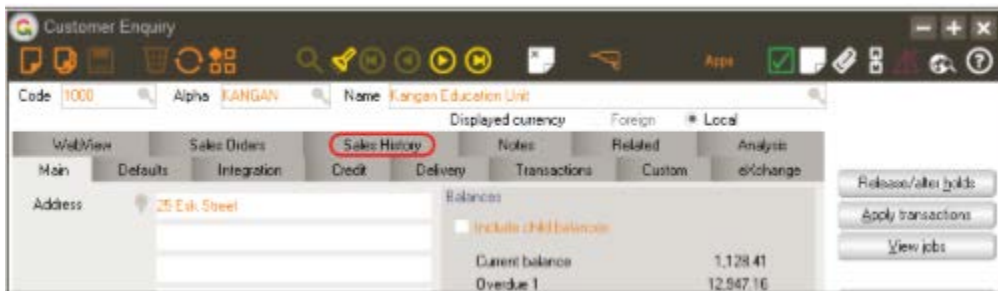 Customer Enquiry
Apps
Code 1000 Alpha KANGAN Name Kangan Education Unit
Displayed currency Foreign Local
WebView Sales Orders Sales History Notes Related Analysis
Main Defaults Integration Credit Delivery Transactions Custom eXchange
Release/alter holds
Address 25 Esk Street
Balances
Apply transactions
Include child balances
View jobs
Current balance 1,128.41
Overdue 1 12,947.16